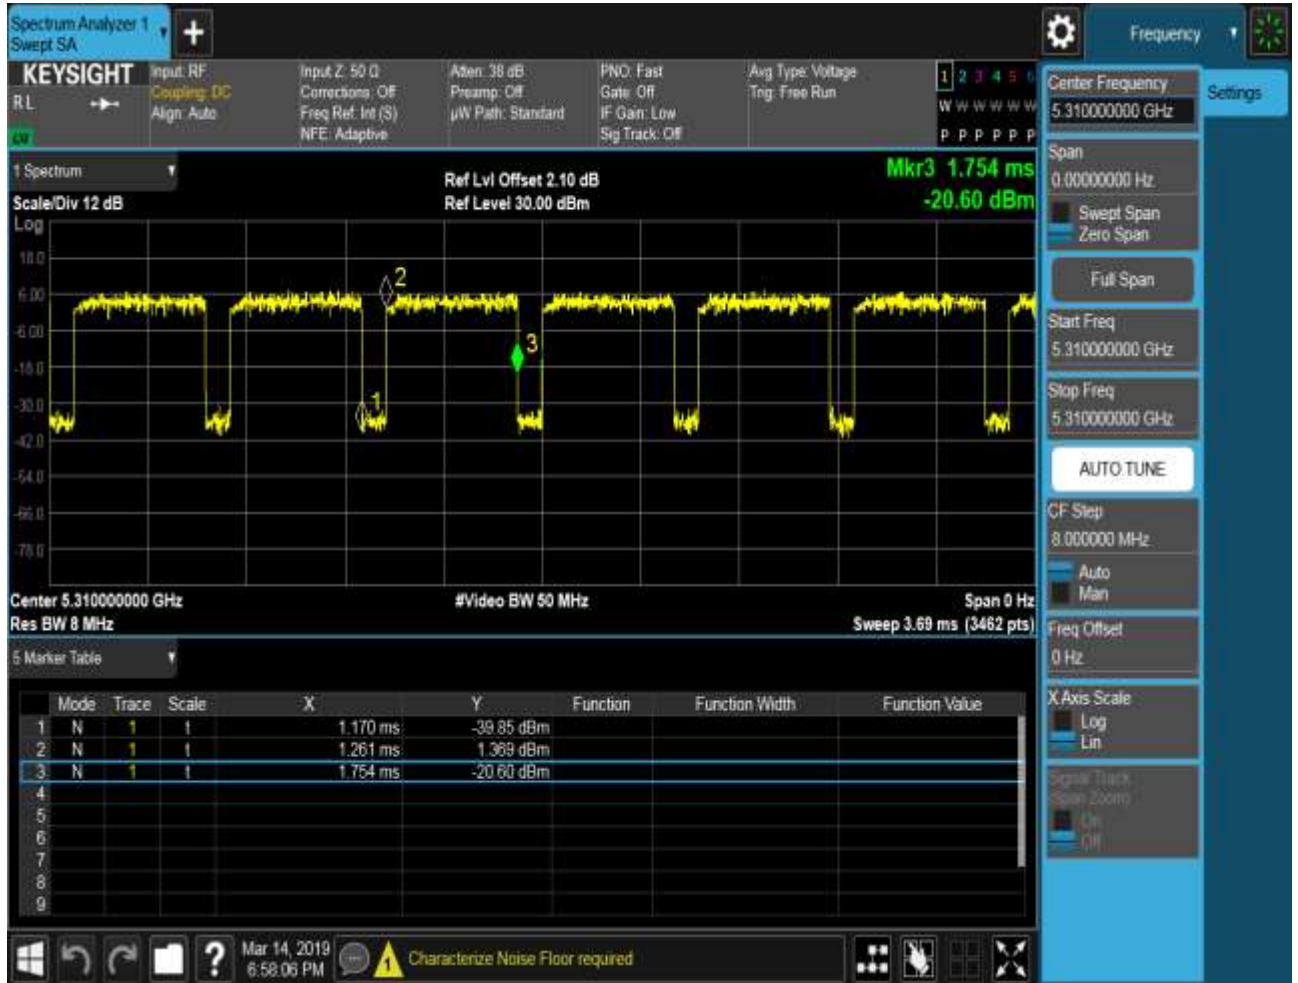 Spectrum Analyzer 1
Swept SA
+
Frequency
KEYSIGHT
RL
Input: RF
Coupling: DC
Align: Auto
Input Z: 50 Ω
Corrections: Off
Freq Ref: Int (S)
NFE: Adaptive
Atten: 38 dB
Preamp: Off
µW Path: Standard
PNO: Fast
Gate: Off
IF Gain: Low
Sig Track: Off
Avg Type: Voltage
Trig: Free Run
1 2 3 4 5 6
W W W W W W
P P P P P P
Center Frequency
5.310000000 GHz
Settings
1 Spectrum
Scale/Div 12 dB
Log
Ref Lvl Offset 2.10 dB
Ref Level 30.00 dBm
Mkr3 1.754 ms
-20.60 dBm
Span
0.00000000 Hz
Swept Span
Zero Span
Full Span
Start Freq
5.310000000 GHz
Stop Freq
5.310000000 GHz
AUTO TUNE
CF Step
8.000000 MHz
Auto
Man
Freq Offset
0 Hz
X Axis Scale
Log
Lin
Signal Track
(Span Zoom)
On
Off
18.0
6.00
-6.00
-18.0
-30.0
-42.0
-54.0
-66.0
-78.0
2
3
1
Center 5.310000000 GHz
#Video BW 50 MHz
Span 0 Hz
Res BW 8 MHz
Sweep 3.69 ms (3462 pts)
5 Marker Table
Mode Trace Scale X Y Function Function Width Function Value
1 N 1 t 1.170 ms -39.85 dBm
2 N 1 t 1.261 ms 1.369 dBm
3 N 1 t 1.754 ms -20.60 dBm
4
5
6
7
8
9
?
Mar 14, 2019
6:58:06 PM
1
Characterize Noise Floor required